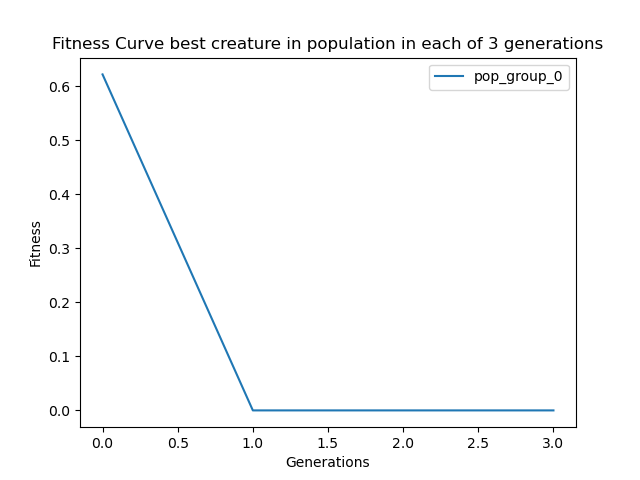 Fitness Curve best creature in population in each of 3 generations
pop_group_0
0.6
0.5
0.4
0.3
0.2
0.1
0.0
Fitness
0.0 0.5 1.0 1.5 2.0 2.5 3.0
Generations